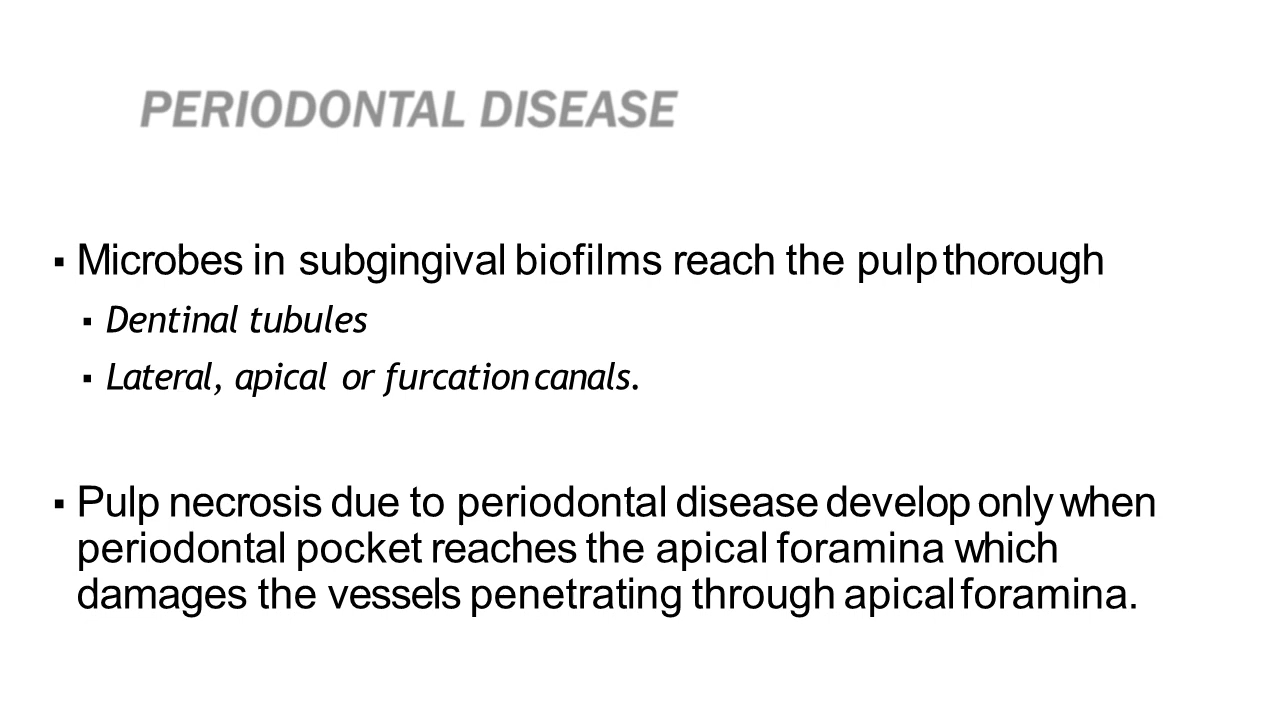 PERIODONTAL DISEASE
▪ Microbes in subgingival biofilms reach the pulp thorough
▪ Dentinal tubules
▪ Lateral, apical or furcation canals.
▪ Pulp necrosis due to periodontal disease develop only when
periodontal pocket reaches the apical foramina which
damages the vessels penetrating through apical foramina.